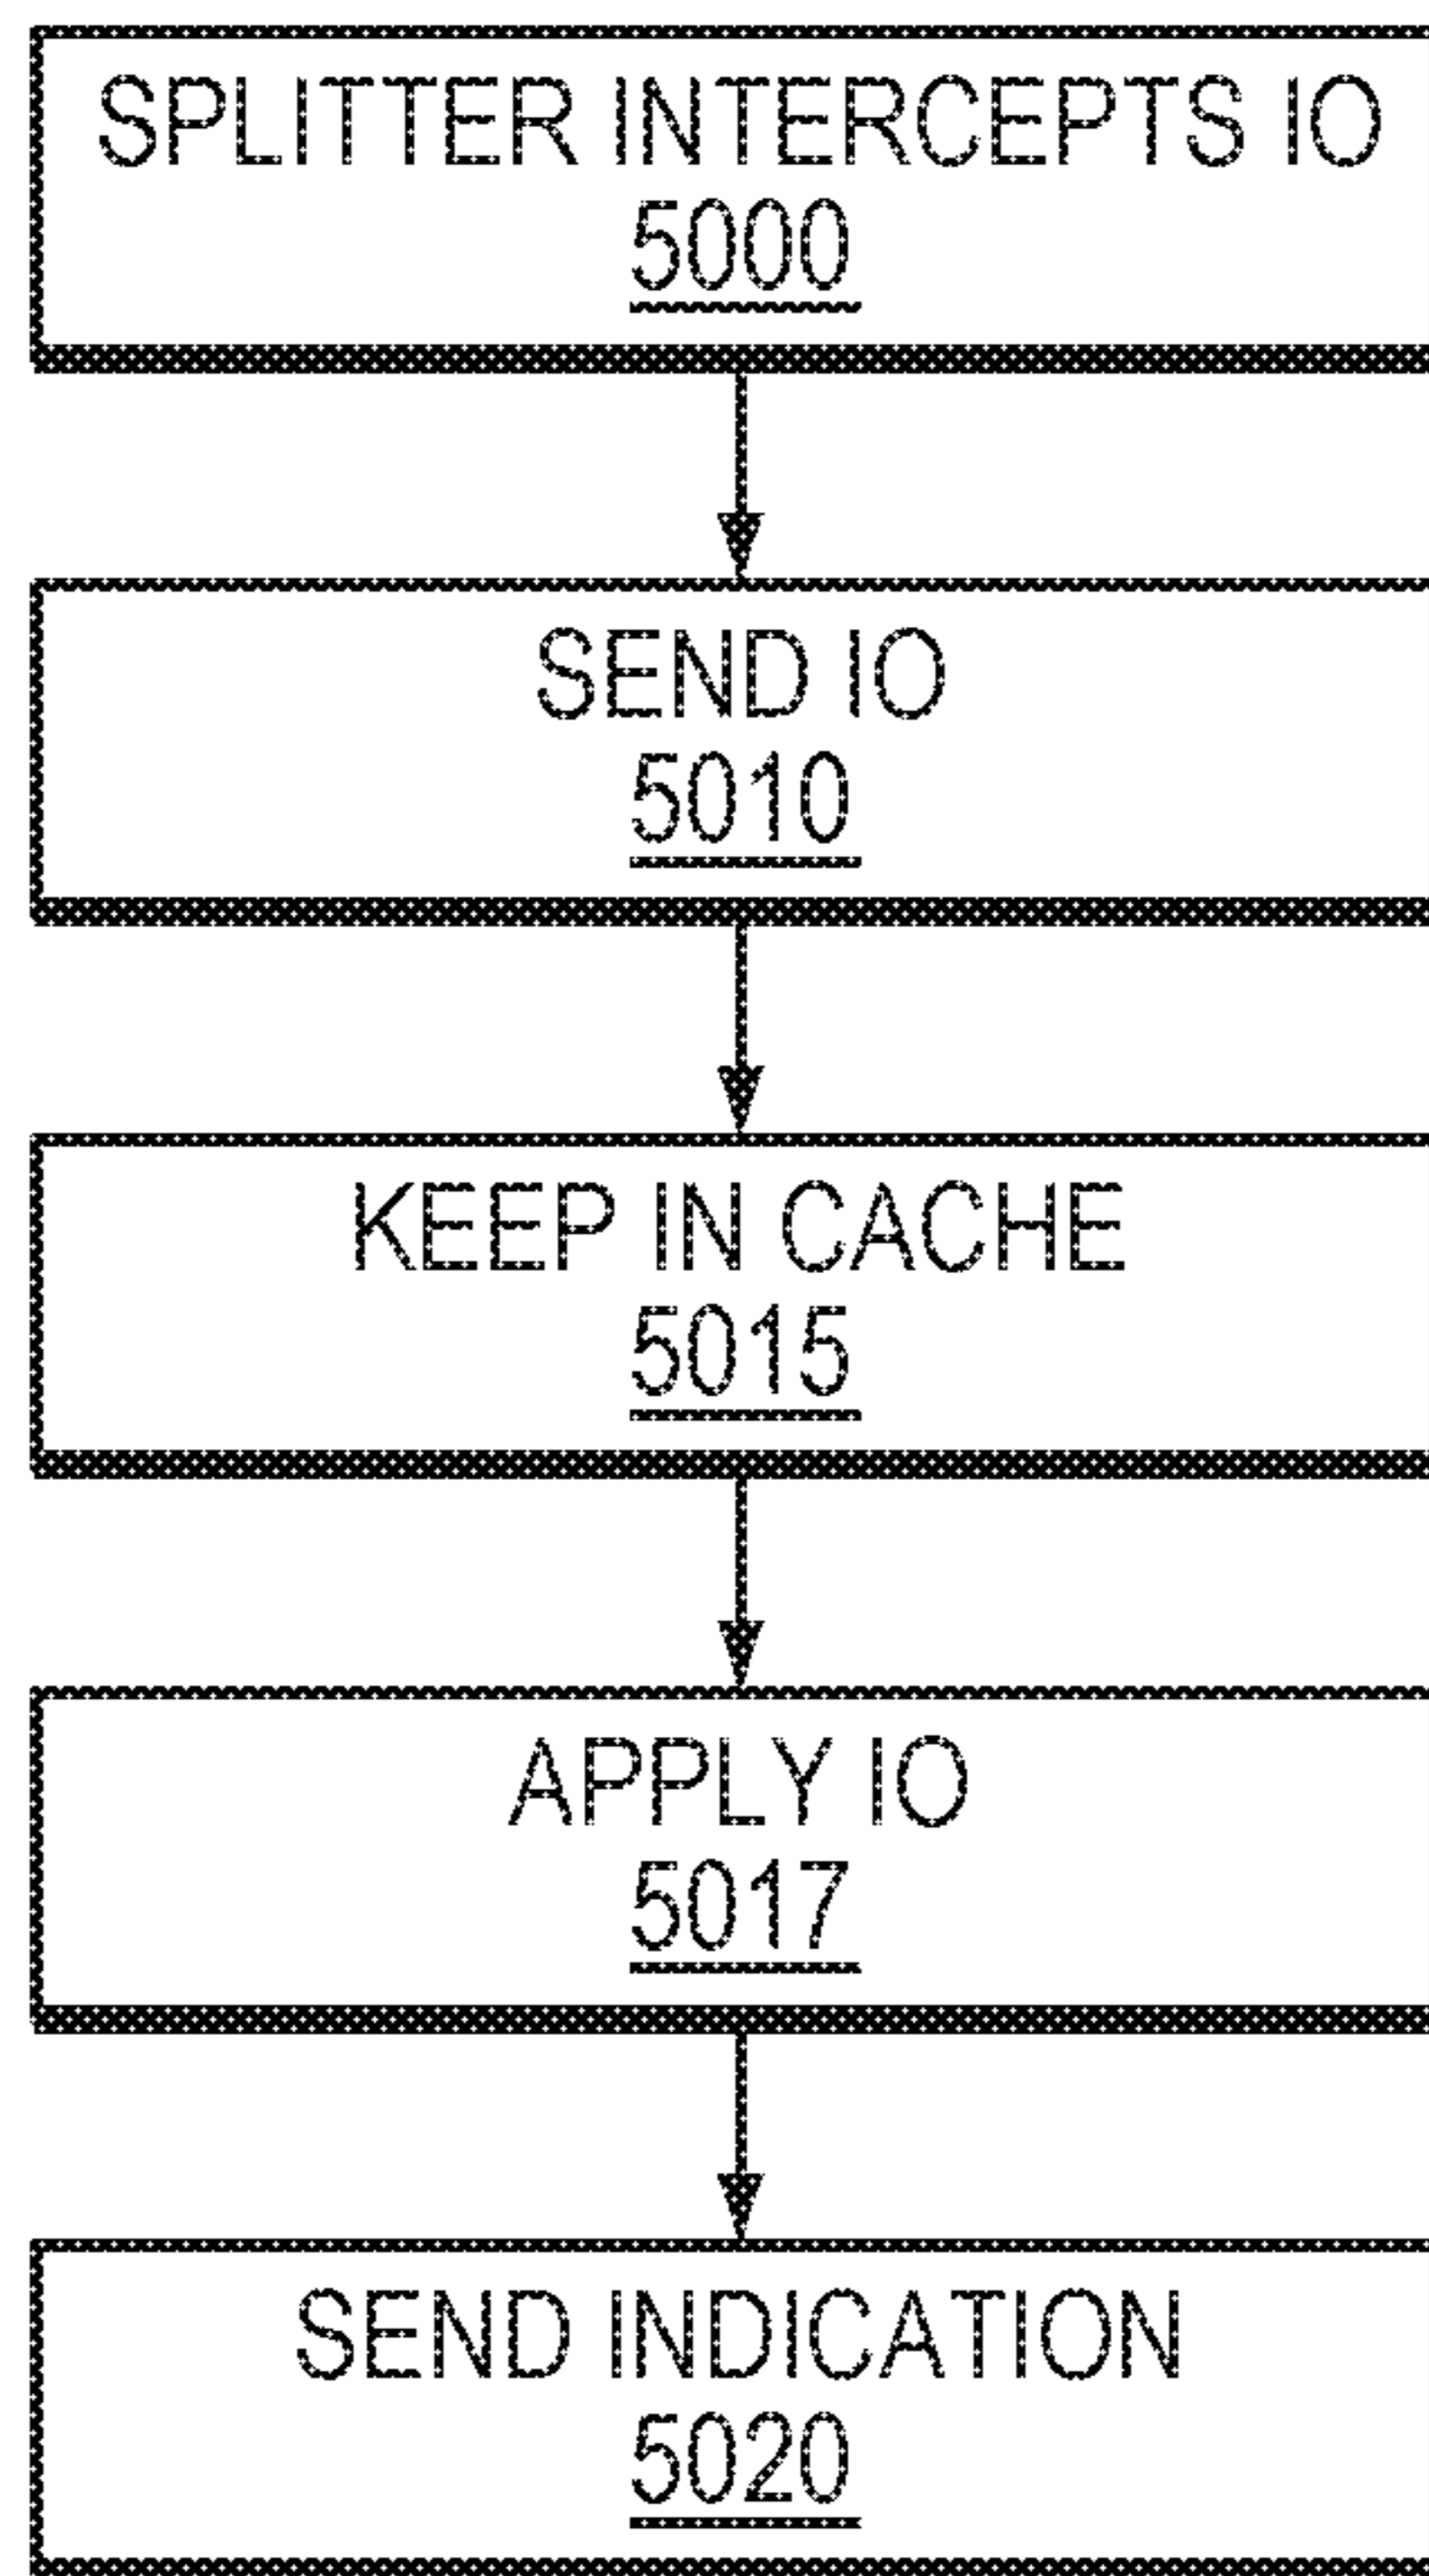 SPLITTER INTERCEPTS IO
5000
SEND IO
5010
KEEP IN CACHE
5015
APPLY IO
5017
SEND INDICATION
5020